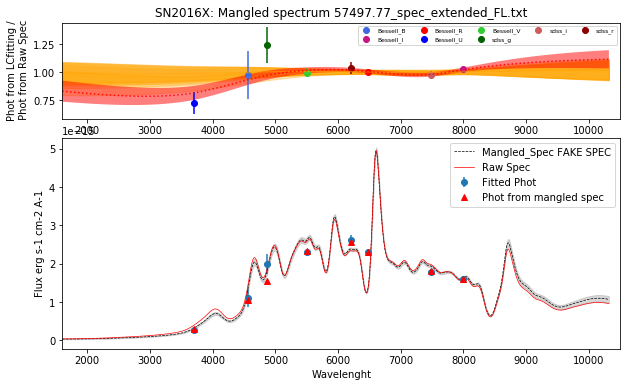 SN2016X: Mangled spectrum 57497.77_spec_extended_FL.txt
Phot from LCfitting /
Phot from Raw Spec
1.25
1.00
0.75
Bessell_B
Bessell_I
Bessell_R
Bessell_U
Bessell_V
sdss_g
sdss_i
sdss_r
2000 3000 4000 5000 6000 7000 8000 9000 10000
1e−15
Flux erg s-1 cm-2 A-1
5
4
3
2
1
0
Mangled_Spec FAKE SPEC
Raw Spec
Fitted Phot
Phot from mangled spec
2000 3000 4000 5000 6000 7000 8000 9000 10000
Wavelenght